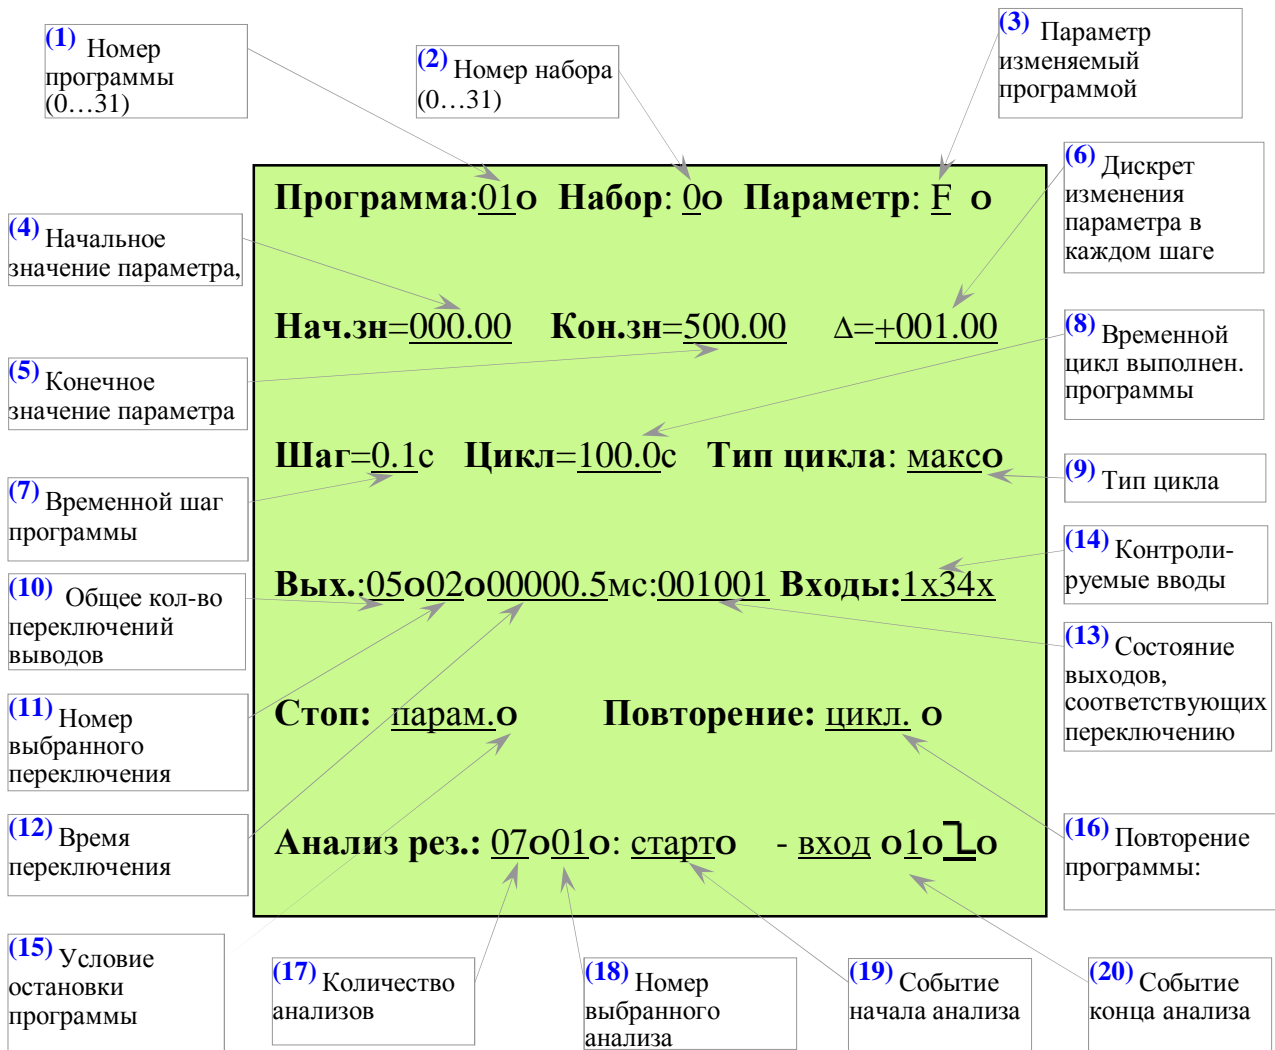 (1) Номер
программы
(0…31)
(2) Номер набора
(0…31)
(3) Параметр
изменяемый
программой
(4) Начальное
значение параметра,
(5) Конечное
значение параметра
(6) Дискрет
изменения
параметра в
каждом шаге
(7) Временной шаг
программы
(8) Временной
цикл выполнен.
программы
(9) Тип цикла
(10) Общее кол-во
переключений
выводов
(11) Номер
выбранного
переключения
(12) Время
переключения
(14) Контроли-
руемые вводы
(13) Состояние
выходов,
соответствующих
переключению
(16) Повторение
программы:
Программа:01о Набор: 0о Параметр: F о
Нач.зн=000.00 Кон.зн=500.00 Δ=+001.00
Шаг=0.1с Цикл=100.0с Тип цикла: максо
Вых.:05о02о00000.5мс:001001 Входы:1х34х
Стоп: парам.о Повторение: цикл. о
Анализ рез.: 07о01о: старто - вход о1о о
(15) Условие
остановки
программы
(17) Количество
анализов
(18) Номер
выбранного
анализа
(19) Событие
начала анализа
(20) Событие
конца анализа